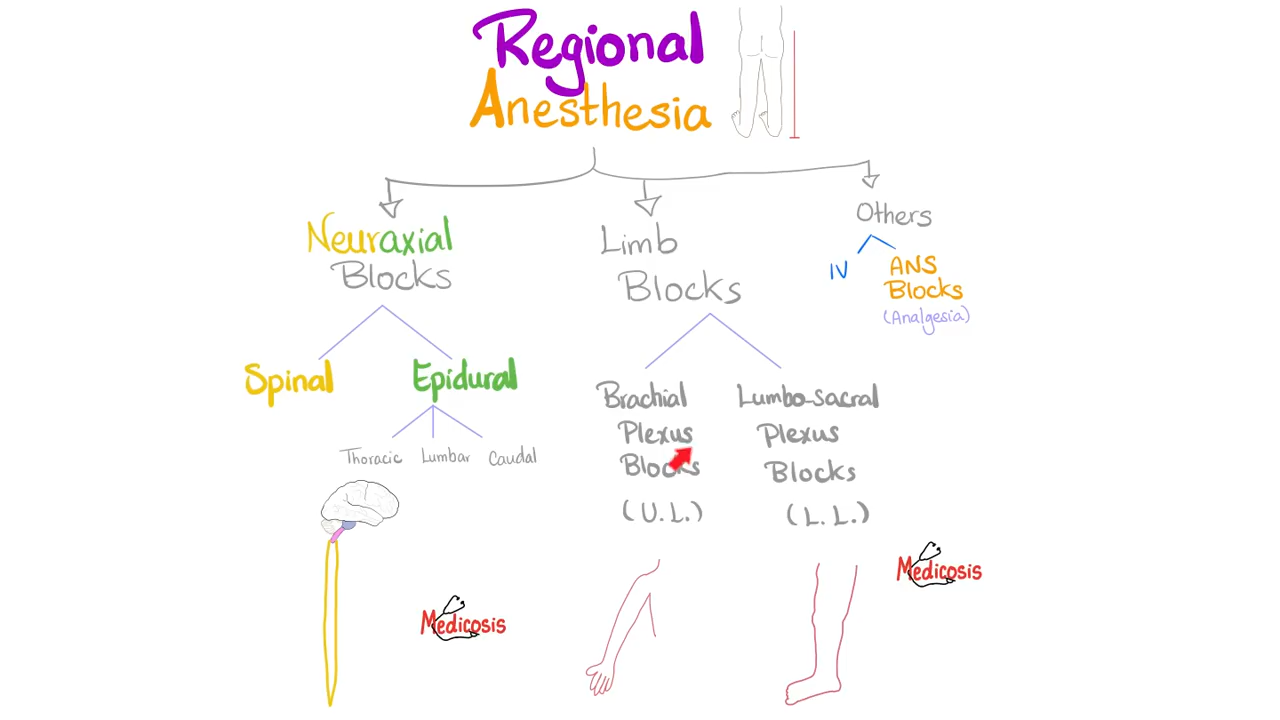 Regional
Anesthesia
Neuraxial
Blocks
Limb
Blocks
Others
IV
ANS
Blocks
(Analgesia)
Spinal
Epidural
Thoracic
Lumbar
Caudal
Brachial
Plexus
Blocks
(U.L.)
Lumbo-sacral
Plexus
Blocks
(L.L.)
Medicosis
Medicosis